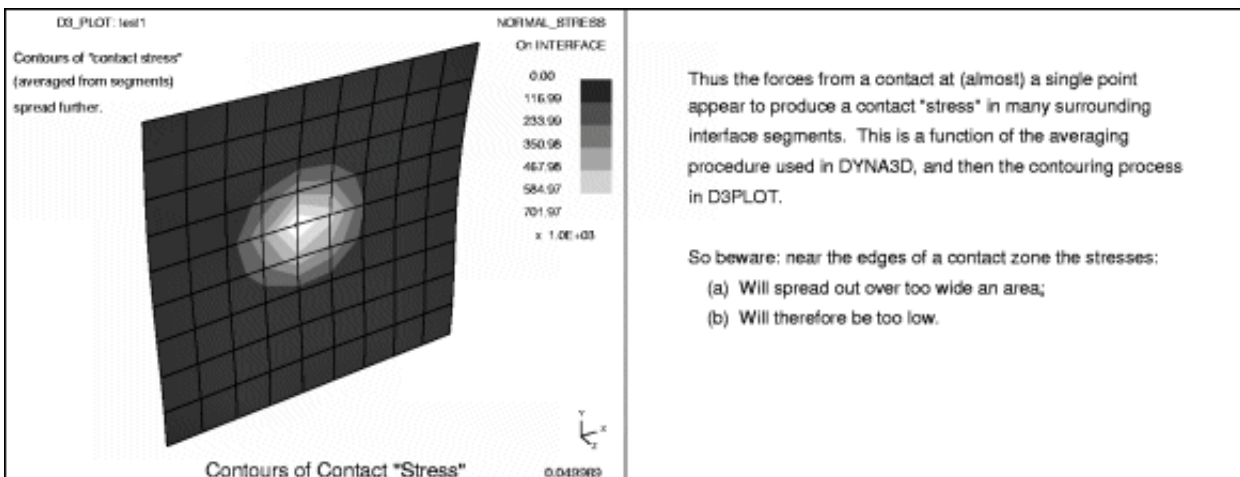 D3_PLOT: test1
NORMAL_STRESS
On INTERFACE
Contours of "contact stress"
(averaged from segments)
spread further.
0.00
116.99
233.99
350.98
467.98
584.97
701.97
x 1.0E+03
Y
X
Z
Contours of Contact "Stress"
0.049989
Thus the forces from a contact at (almost) a single point
appear to produce a contact "stress" in many surrounding
interface segments. This is a function of the averaging
procedure used in DYNA3D, and then the contouring process
in D3PLOT.
So beware: near the edges of a contact zone the stresses:
(a) Will spread out over too wide an area;
(b) Will therefore be too low.